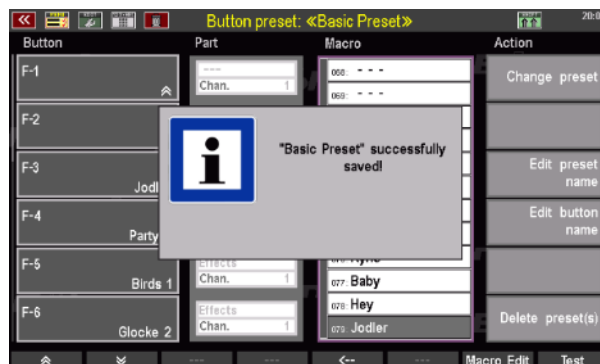 Button preset: «Basic Preset»
20:0
Button
Part
Macro
Action
F-1
---
Chan. 1
068: - - -
069: - - -
Change preset
F-2
"Basic Preset" successfully
saved!
F-3
Jodl
Edit preset
name
F-4
Party
Edit button
name
F-5
Birds 1
Effects
Chan. 1
077: Baby
F-6
Glocke 2
Effects
Chan. 1
078: Hey
079: Jodler
Delete preset(s)
---
---
<--
---
Macro Edit
Test